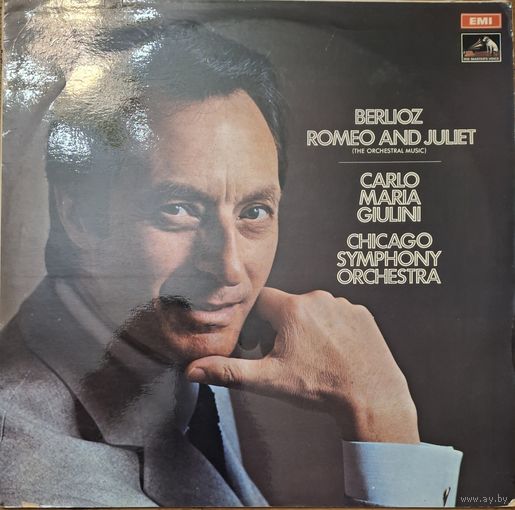 EMI
HIS MASTER'S VOICE
BERLIOZ
ROMEO AND JULIET
(THE ORCHESTRAL MUSIC)
CARLO
MARIA
GIULINI
CHICAGO
SYMPHONY
ORCHESTRA
www.ay.by